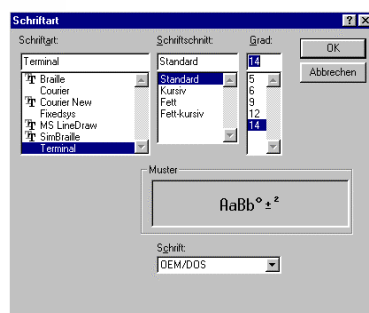 Schriftart
Schriftart: Schriftschnitt: Grad:
Terminal Standard 14 OK
Abbrechen
Braille Standard 5
Courier Kursiv 6
Courier New Fett 9
Fixedsys Fett-kursiv 12
MS LineDraw 14
SimBraille
Terminal
Muster
AaBb°±²
Schrift:
OEM/DOS